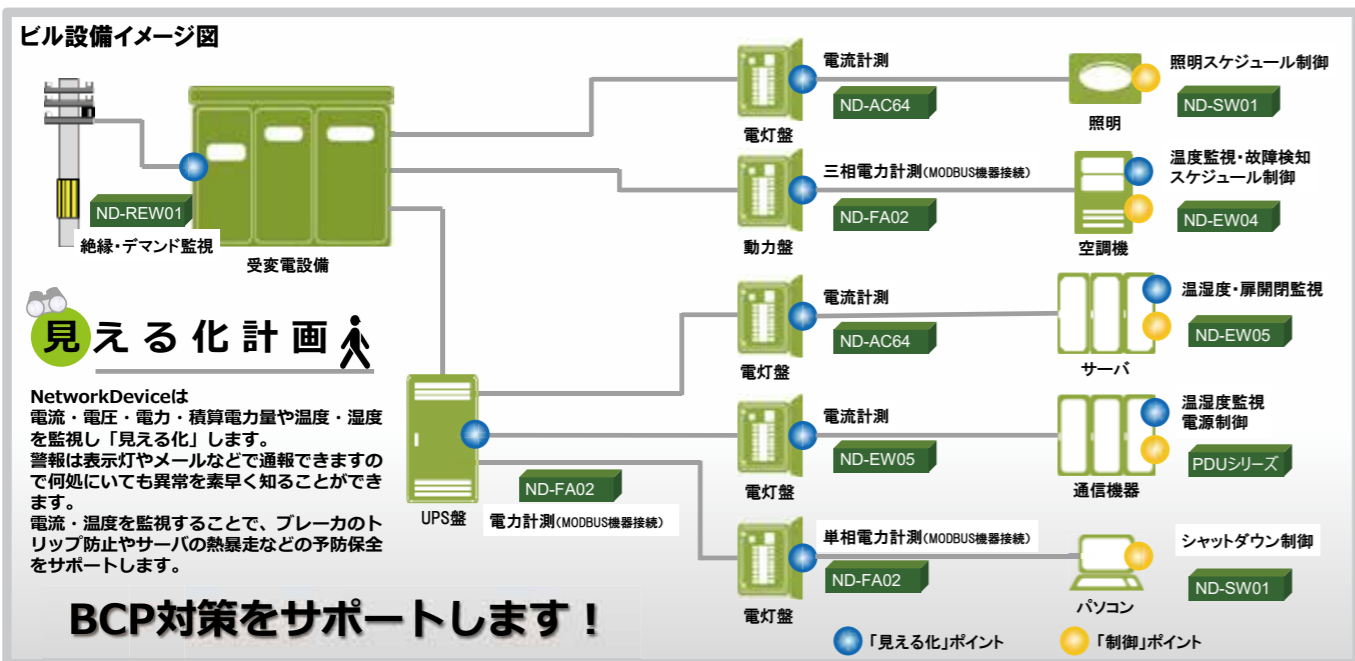 ビル設備イメージ図
ND-REW01
絶縁・デマンド監視
受変電設備
見える化計画
NetworkDeviceは
電流・電圧・電力・積算電力量や温度・湿度
を監視し「見える化」します。
警報は表示灯やメールなどで通報できますの
で何処にいても異常を素早く知ることができ
ます。
電流・温度を監視することで、ブレーカのト
リップ防止やサーバの熱暴走などの予防保全
をサポートします。
BCP対策をサポートします！
UPS盤
ND-FA02
電力計測(MODBUS機器接続)
電流計測
ND-AC64
電灯盤
照明
照明スケジュール制御
ND-SW01
三相電力計測(MODBUS機器接続)
ND-FA02
動力盤
空調機
温度監視・故障検知
スケジュール制御
ND-EW04
電流計測
ND-AC64
電灯盤
サーバ
温湿度・扉開閉監視
ND-EW05
電流計測
ND-EW05
電灯盤
通信機器
温湿度監視
電源制御
PDUシリーズ
単相電力計測(MODBUS機器接続)
ND-FA02
電灯盤
パソコン
シャットダウン制御
ND-SW01
「見える化」ポイント
「制御」ポイント